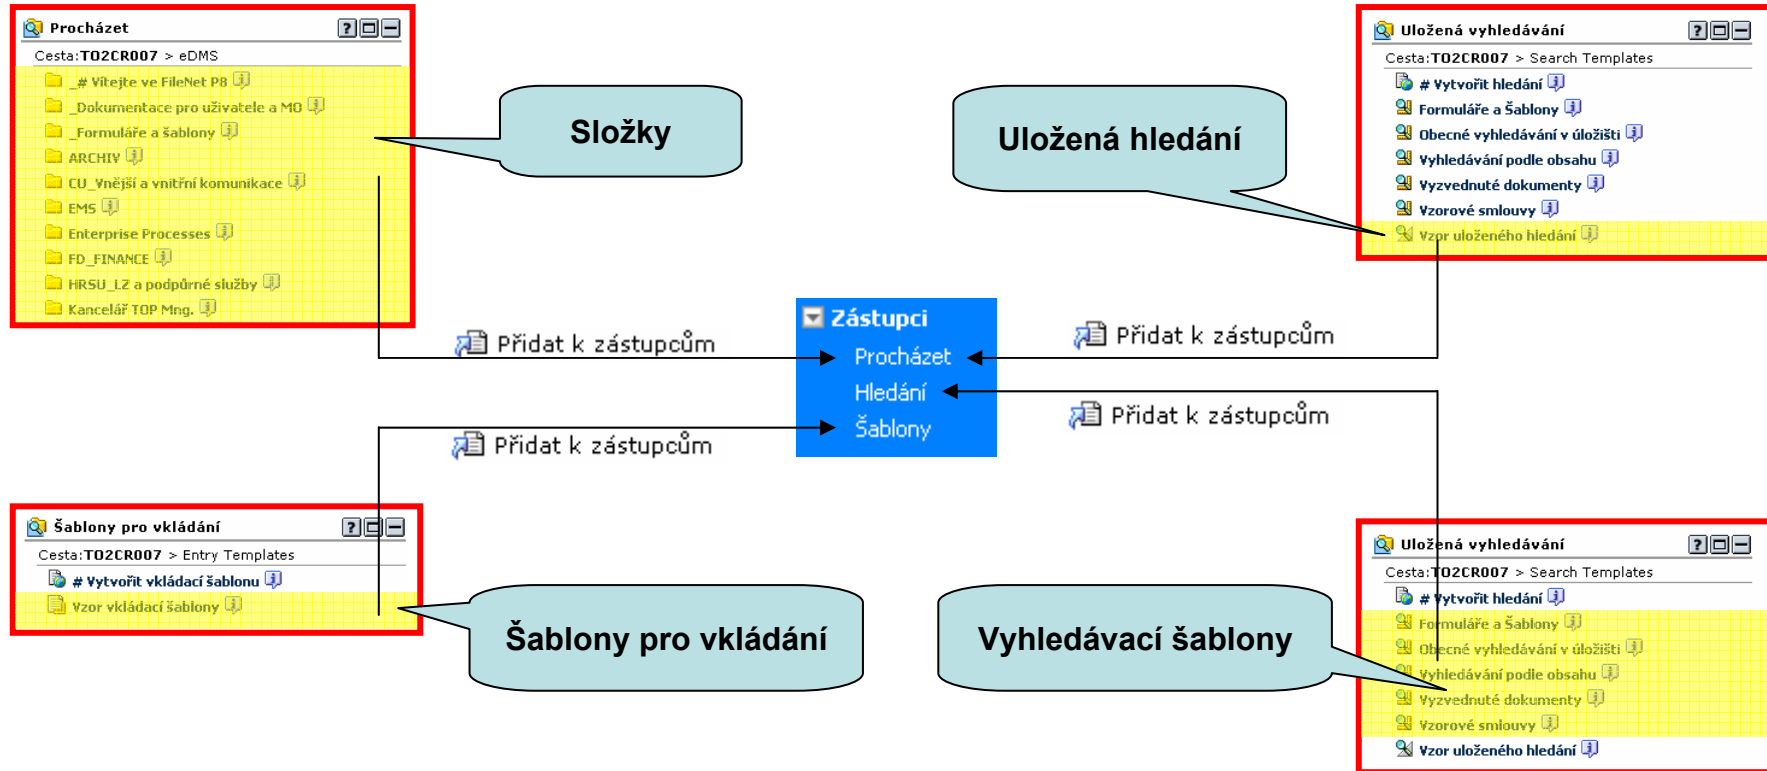 Procházet
Cesta:TO2CR007 > eDMS
_# Vítejte ve FileNet P8
_Dokumentace pro uživatele a MO
_Formuláře a šablony
ARCHIV
CU_Vnější a vnitřní komunikace
EMS
Enterprise Processes
FD_FINANCE
HRSU_LZ a podpůrné služby
Kancelář TOP Mng.
Složky
Uložená hledání
Uložená vyhledávání
Cesta:TO2CR007 > Search Templates
# Vytvořit hledání
Formuláře a Šablony
Obecné vyhledávání v úložišti
Vyhledávání podle obsahu
Vyzvednuté dokumenty
Vzorové smlouvy
Vzor uloženého hledání
Přidat k zástupcům
Zástupci
Procházet
Hledání
Šablony
Přidat k zástupcům
Přidat k zástupcům
Přidat k zástupcům
Šablony pro vkládání
Cesta:TO2CR007 > Entry Templates
# Vytvořit vkládací šablonu
Vzor vkládací šablony
Šablony pro vkládání
Vyhledávací šablony
Uložená vyhledávání
Cesta:TO2CR007 > Search Templates
# Vytvořit hledání
Formuláře a Šablony
Obecné vyhledávání v úložišti
Vyhledávání podle obsahu
Vyzvednuté dokumenty
Vzorové smlouvy
Vzor uloženého hledání